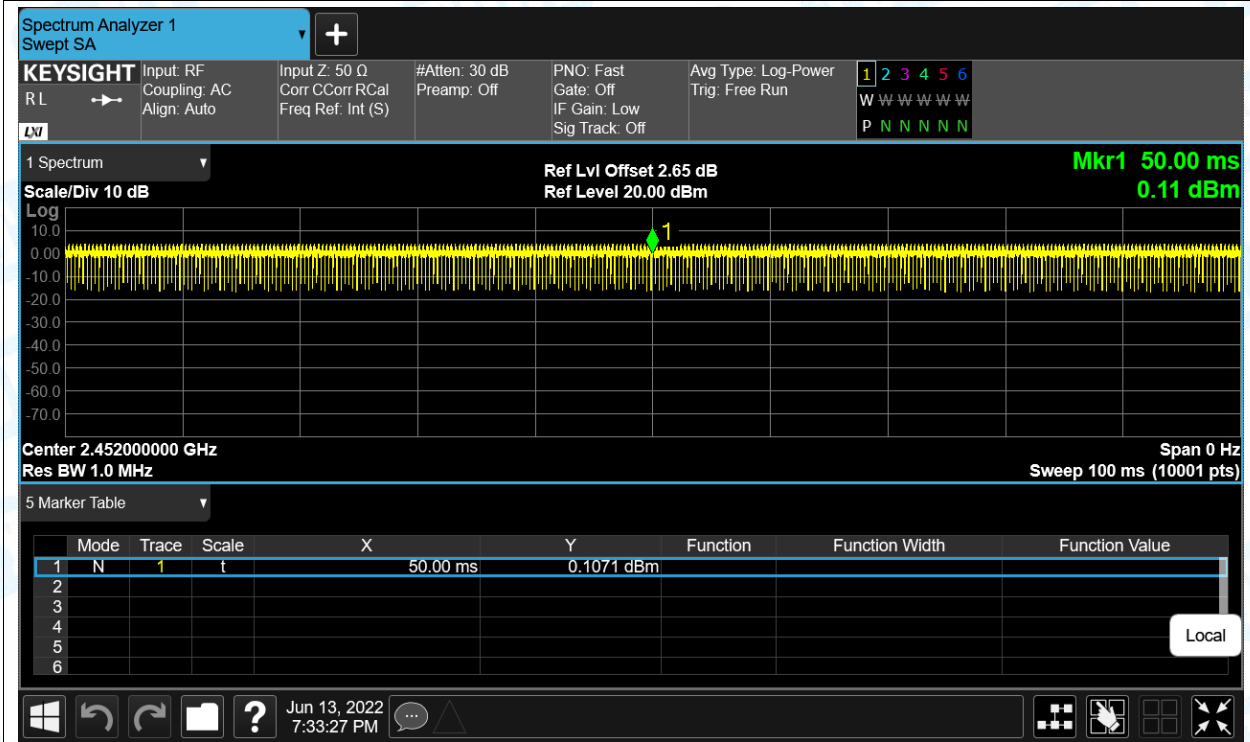 Spectrum Analyzer 1
Swept SA
KEYSIGHT
R L
LXI
Input: RF
Coupling: AC
Align: Auto
Input Z: 50 Ω
Corr CCorr RCal
Freq Ref: Int (S)
#Atten: 30 dB
Preamp: Off
PNO: Fast
Gate: Off
IF Gain: Low
Sig Track: Off
Avg Type: Log-Power
Trig: Free Run
1 2 3 4 5 6
W W W W W W
P N N N N N
1 Spectrum
Scale/Div 10 dB
Ref Lvl Offset 2.65 dB
Ref Level 20.00 dBm
Mkr1 50.00 ms
0.11 dBm
Log
10.0
0.00
-10.0
-20.0
-30.0
-40.0
-50.0
-60.0
-70.0
1
Center 2.452000000 GHz
Res BW 1.0 MHz
Span 0 Hz
Sweep 100 ms (10001 pts)
5 Marker Table
Mode Trace Scale X Y Function Function Width Function Value
1 N 1 t 50.00 ms 0.1071 dBm
2
3
4
5
6
Local
?
Jun 13, 2022
7:33:27 PM